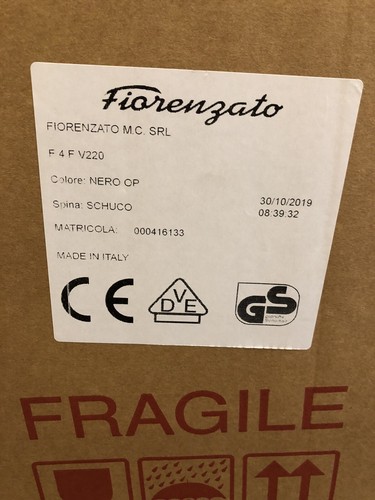 Fiorenzato
FIORENZATO M.C. SRL
F 4 E V220
Colore: NERO OP
Spina: SCHUCO 30/10/2019
08:39:32
MATRICOLA: 000416133
MADE IN ITALY
CE DVE GS
FRAGILE